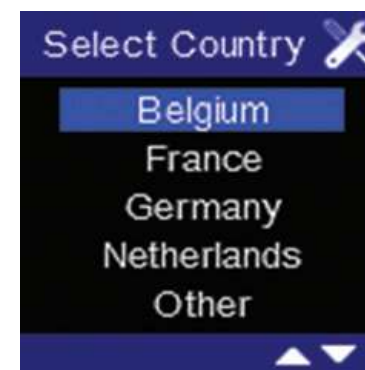 Select Country
Belgium
France
Germany
Netherlands
Other